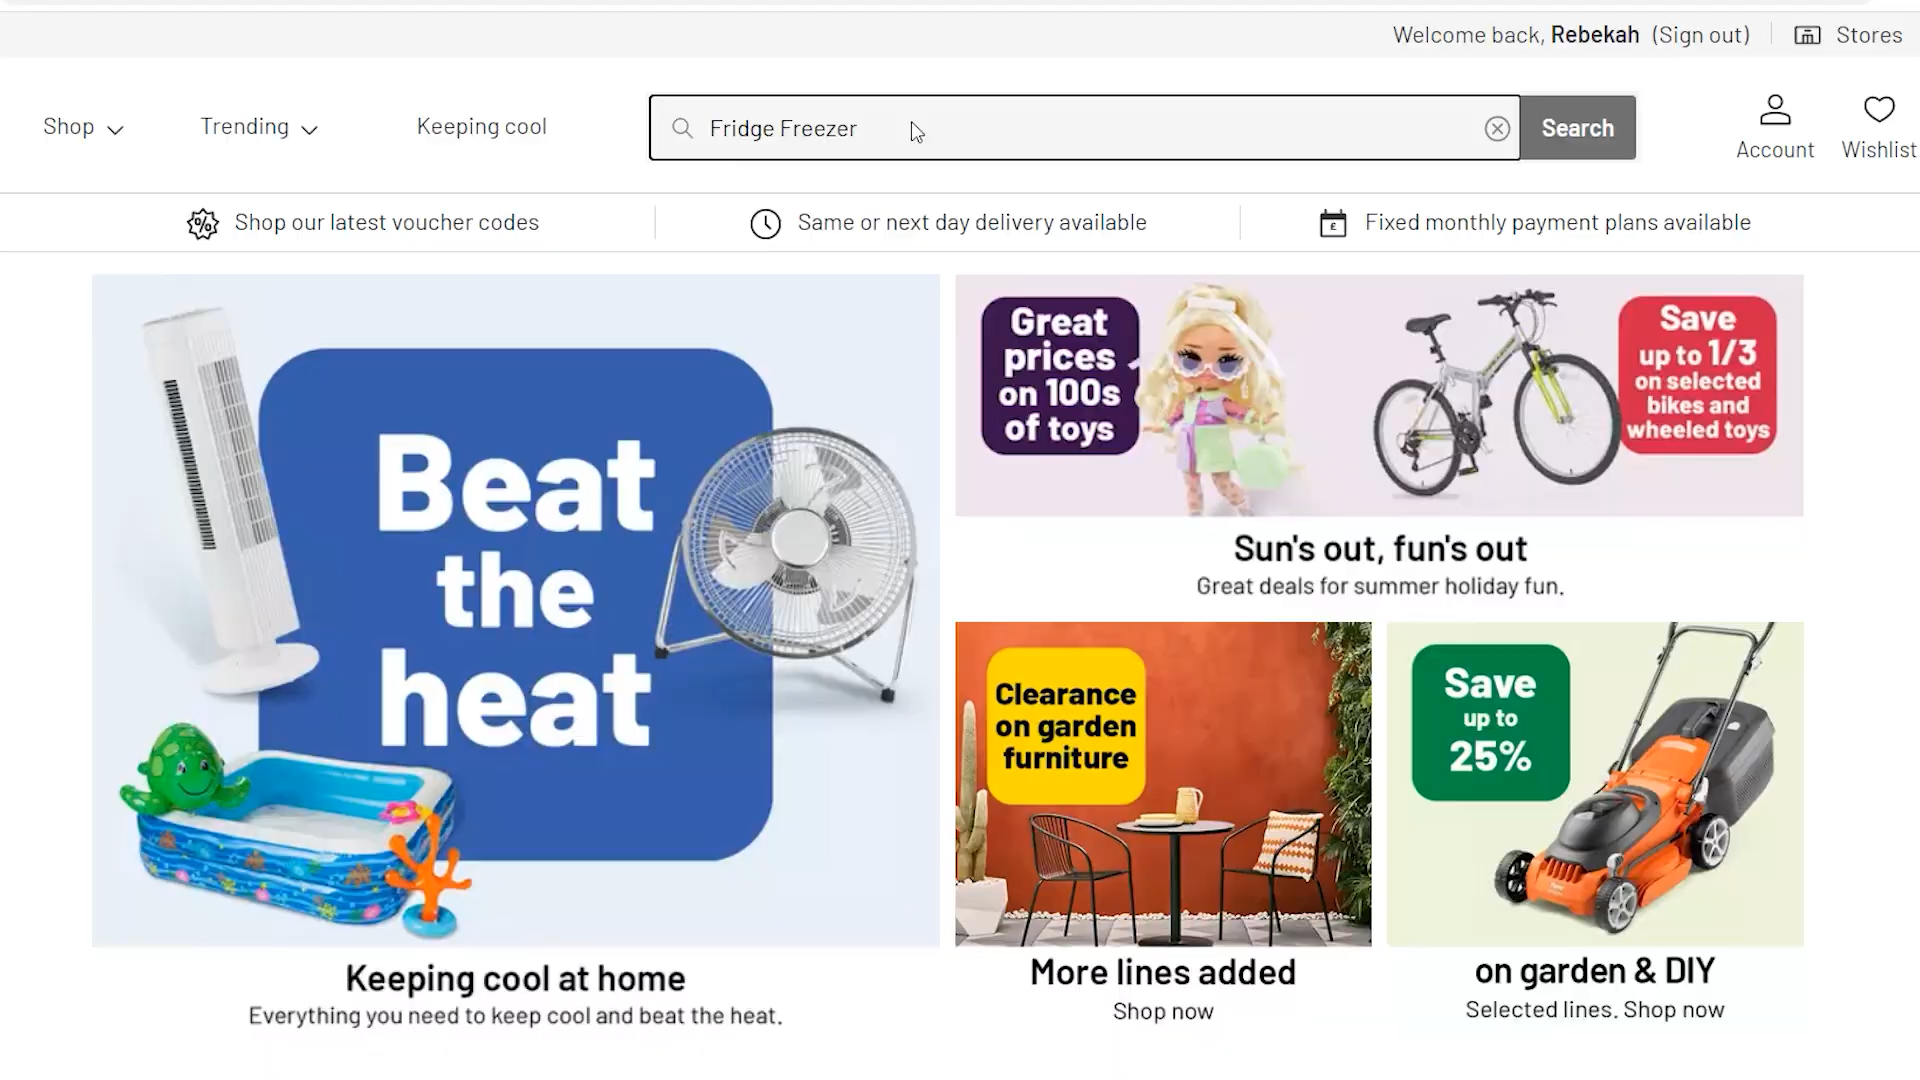 Welcome back, Rebekah (Sign out)
Stores
Shop
Trending
Keeping cool
Fridge Freezer
Search
Account
Wishlist
Shop our latest voucher codes
Same or next day delivery available
£
Fixed monthly payment plans available
Beat
the
heat
Keeping cool at home
Everything you need to keep cool and beat the heat.
Great
prices
on 100s
of toys
Save
up to 1/3
on selected
bikes and
wheeled toys
Sun's out, fun's out
Great deals for summer holiday fun.
Clearance
on garden
furniture
More lines added
Shop now
Save
up to
25%
on garden & DIY
Selected lines. Shop now